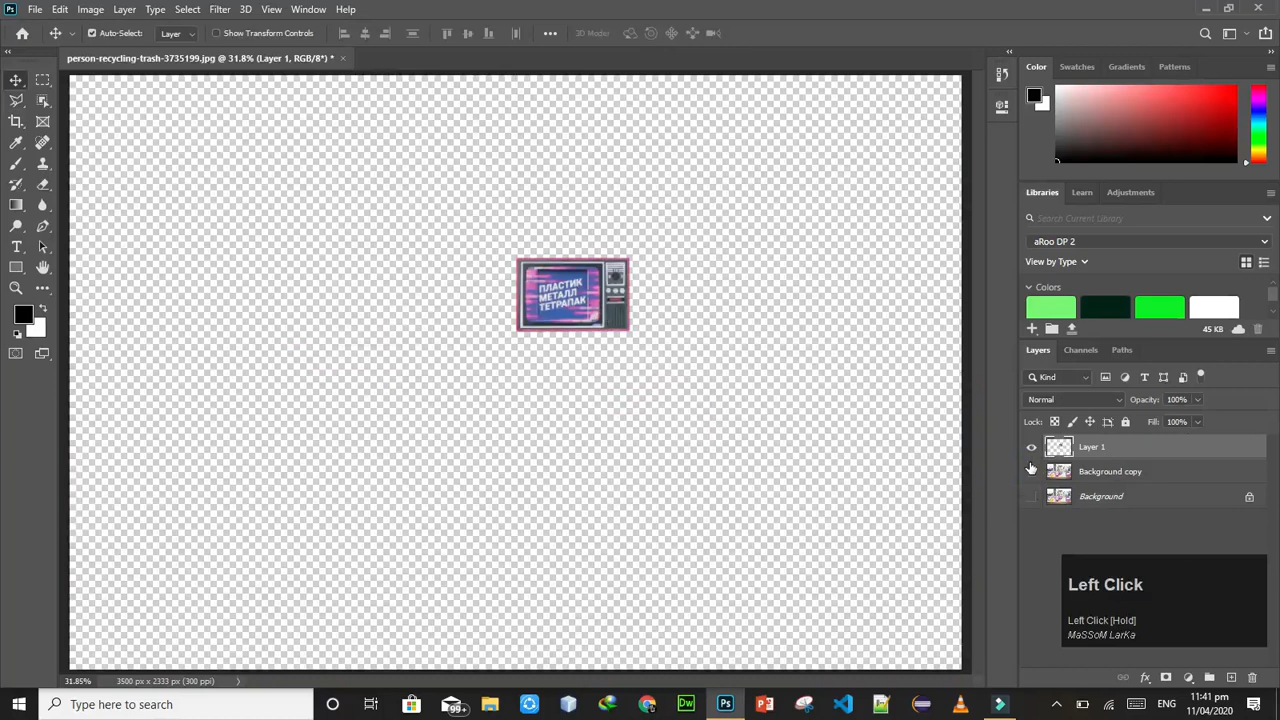 Ps File Edit Image Layer Type Select Filter 3D View Window Help
Auto-Select: Layer Show Transform Controls 3D Mode:
person-recycling-trash-3735199.jpg @ 31.8% (Layer 1, RGB/8*) *
Color Swatches Gradients Patterns
Libraries Learn Adjustments
Search Current Library
aRoo DP 2
View by Type
Colors
45 KB
Layers Channels Paths
Kind
Normal Opacity: 100%
Lock: Fill: 100%
Layer 1
Background copy
Background
ПЛАСТИК
МЕТАЛЛ
ТЕТРАПАК
Left Click
Left Click [Hold]
MaSSoM LarKa
31.85% 3500 px x 2333 px (300 ppi)
Type here to search
99+
Dw
Ps
11:41 pm
11/04/2020